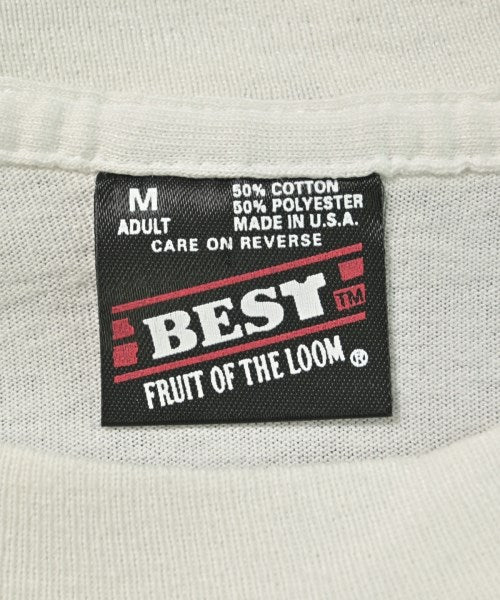 M
ADULT
50% COTTON
50% POLYESTER
MADE IN U.S.A.
CARE ON REVERSE
BEST TM
FRUIT OF THE LOOM ®